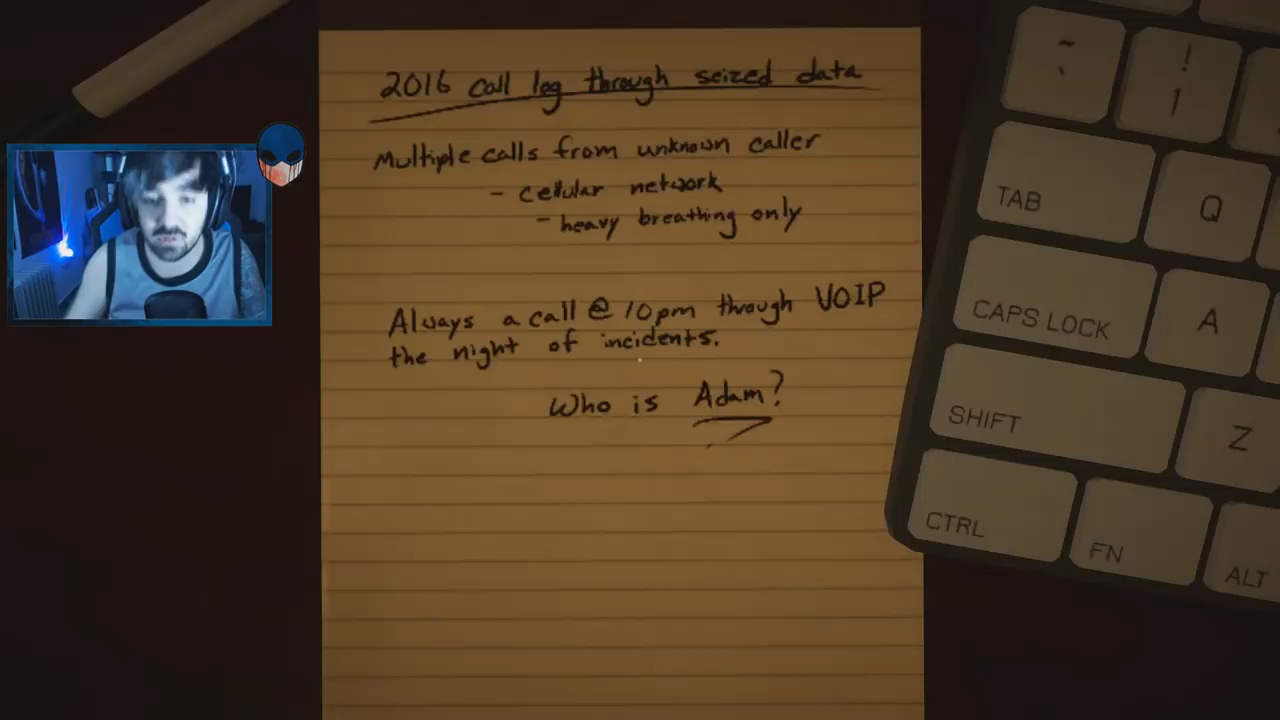 2016 call log through seized data
Multiple calls from unknown caller
- cellular network
- heavy breathing only
Always a call @ 10pm through VOIP
the night of incidents.
Who is Adam?
~
`
!
1
TAB
Q
CAPS LOCK
A
SHIFT
Z
CTRL
FN
ALT